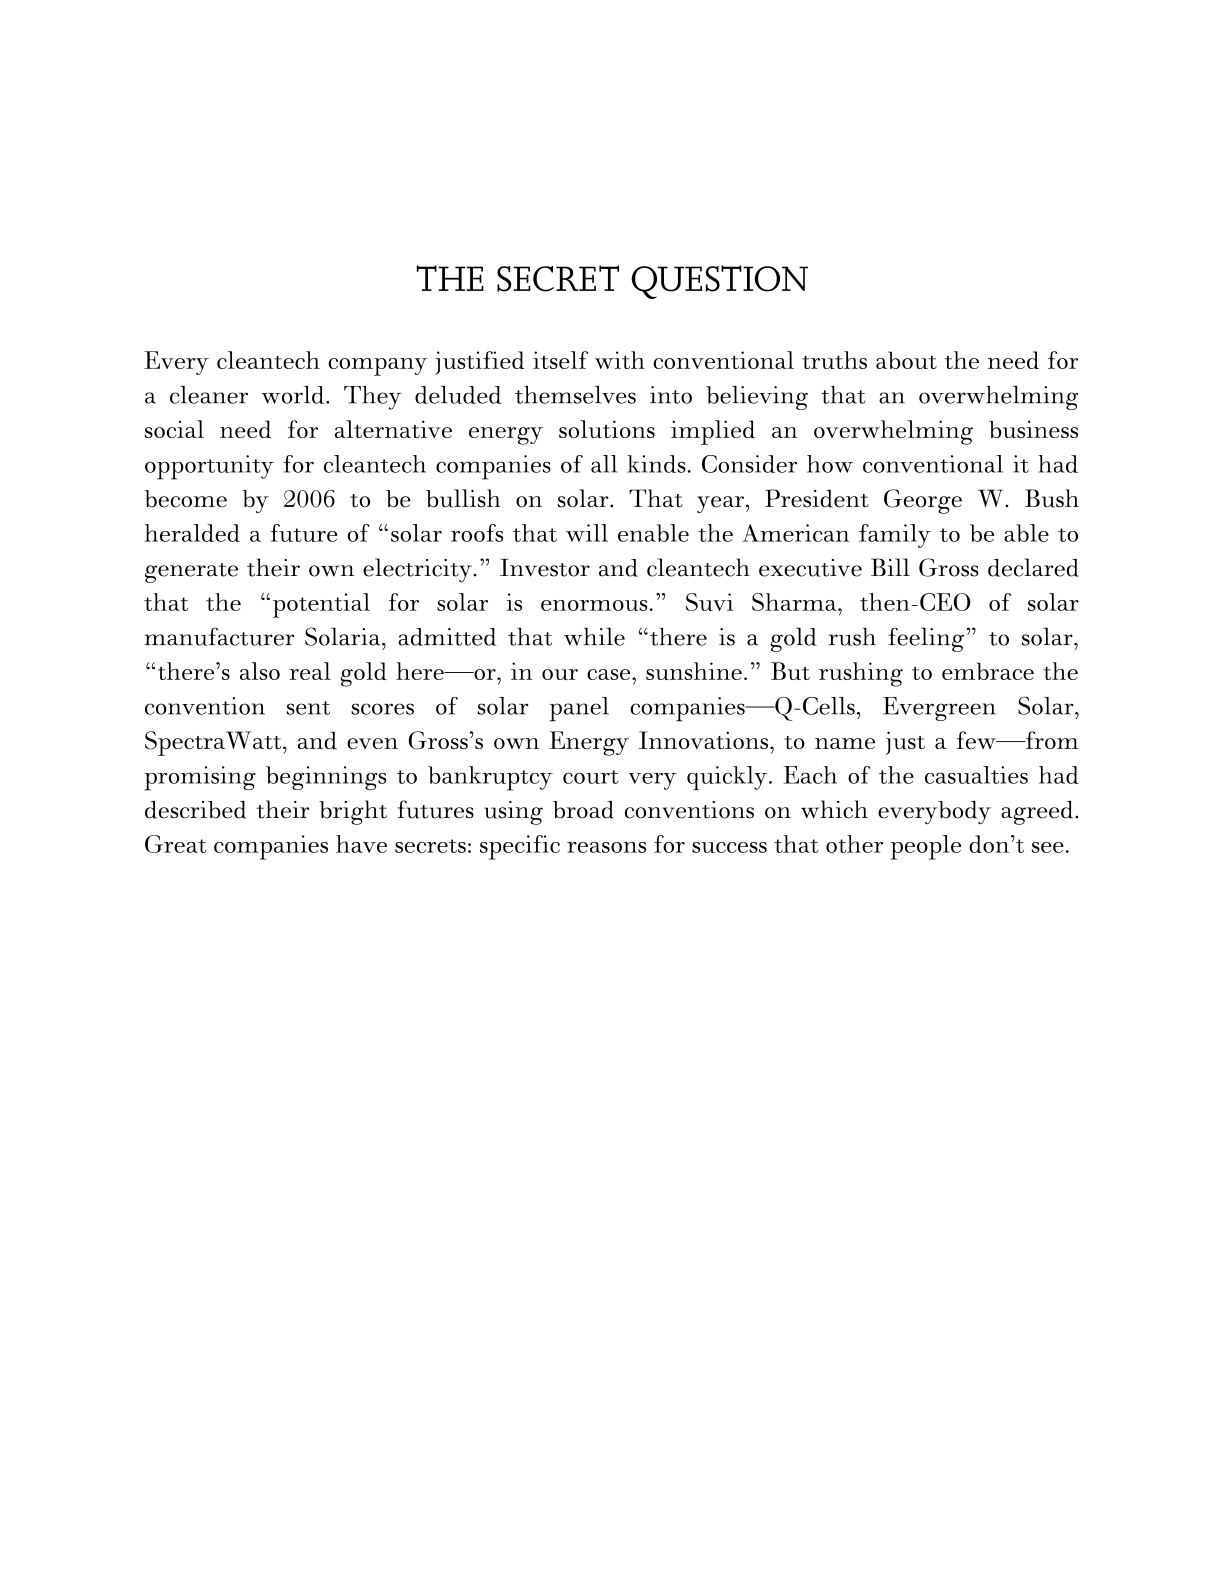 THE SECRET QUESTION
Every cleantech company justified itself with conventional truths about the need for
a cleaner world. They deluded themselves into believing that an overwhelming
social need for alternative energy solutions implied an overwhelming business
opportunity for cleantech companies of all kinds. Consider how conventional it had
become by 2006 to be bullish on solar. That year, President George W. Bush
heralded a future of “solar roofs that will enable the American family to be able to
generate their own electricity.” Investor and cleantech executive Bill Gross declared
that the “potential for solar is enormous.” Suvi Sharma, then-CEO of solar
manufacturer Solaria, admitted that while “there is a gold rush feeling” to solar,
“there’s also real gold here—or, in our case, sunshine.” But rushing to embrace the
convention sent scores of solar panel companies—Q-Cells, Evergreen Solar,
SpectraWatt, and even Gross’s own Energy Innovations, to name just a few—from
promising beginnings to bankruptcy court very quickly. Each of the casualties had
described their bright futures using broad conventions on which everybody agreed.
Great companies have secrets: specific reasons for success that other people don’t see.